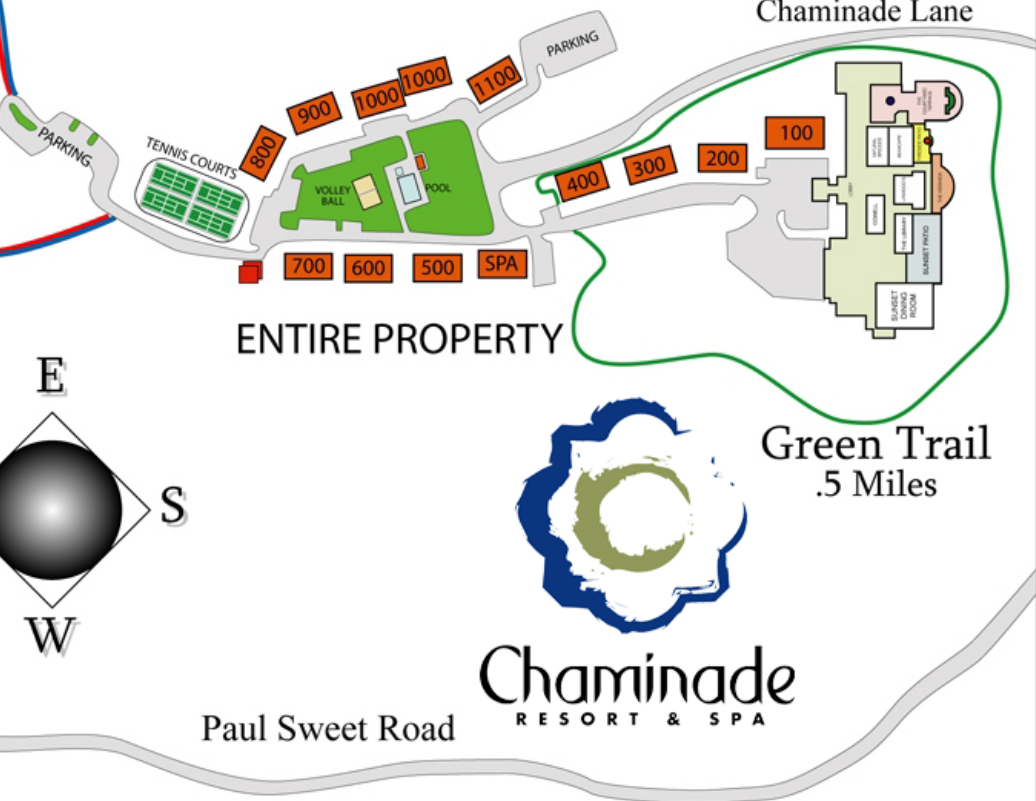 Chaminade Lane
PARKING
1000
1100
1000
900
800
PARKING
TENNIS COURTS
VOLLEY
BALL
POOL
100
200
300
400
LOBBY
COWELL
THE LIBRARY
SUNSET PATIO
SUNSET
DINING
ROOM
700
600
500
SPA
ENTIRE PROPERTY
E
S
W
Green Trail
.5 Miles
Chaminade
RESORT & SPA
Paul Sweet Road